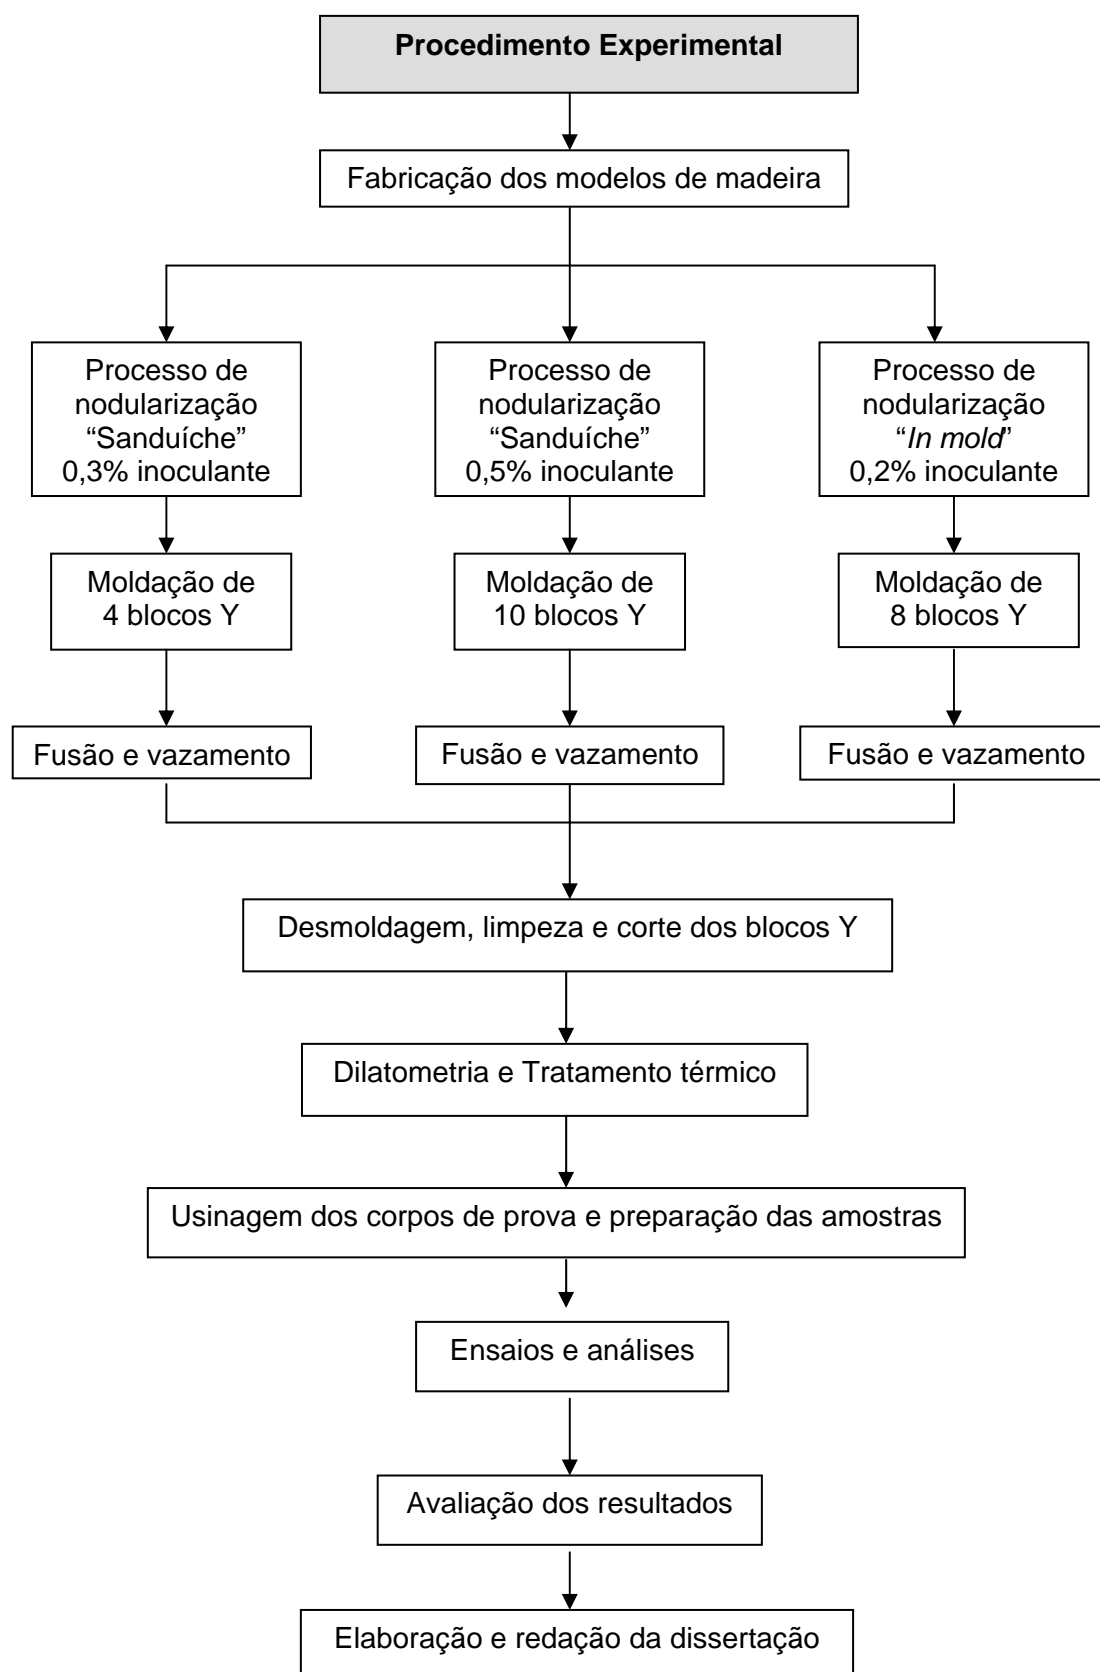 Procedimento Experimental
Fabricação dos modelos de madeira
Processo de
nodularização
“Sanduíche”
0,3% inoculante
Processo de
nodularização
“Sanduíche”
0,5% inoculante
Processo de
nodularização
“In mold”
0,2% inoculante
Moldação de
4 blocos Y
Moldação de
10 blocos Y
Moldação de
8 blocos Y
Fusão e vazamento
Fusão e vazamento
Fusão e vazamento
Desmoldagem, limpeza e corte dos blocos Y
Dilatometria e Tratamento térmico
Usinagem dos corpos de prova e preparação das amostras
Ensaios e análises
Avaliação dos resultados
Elaboração e redação da dissertação